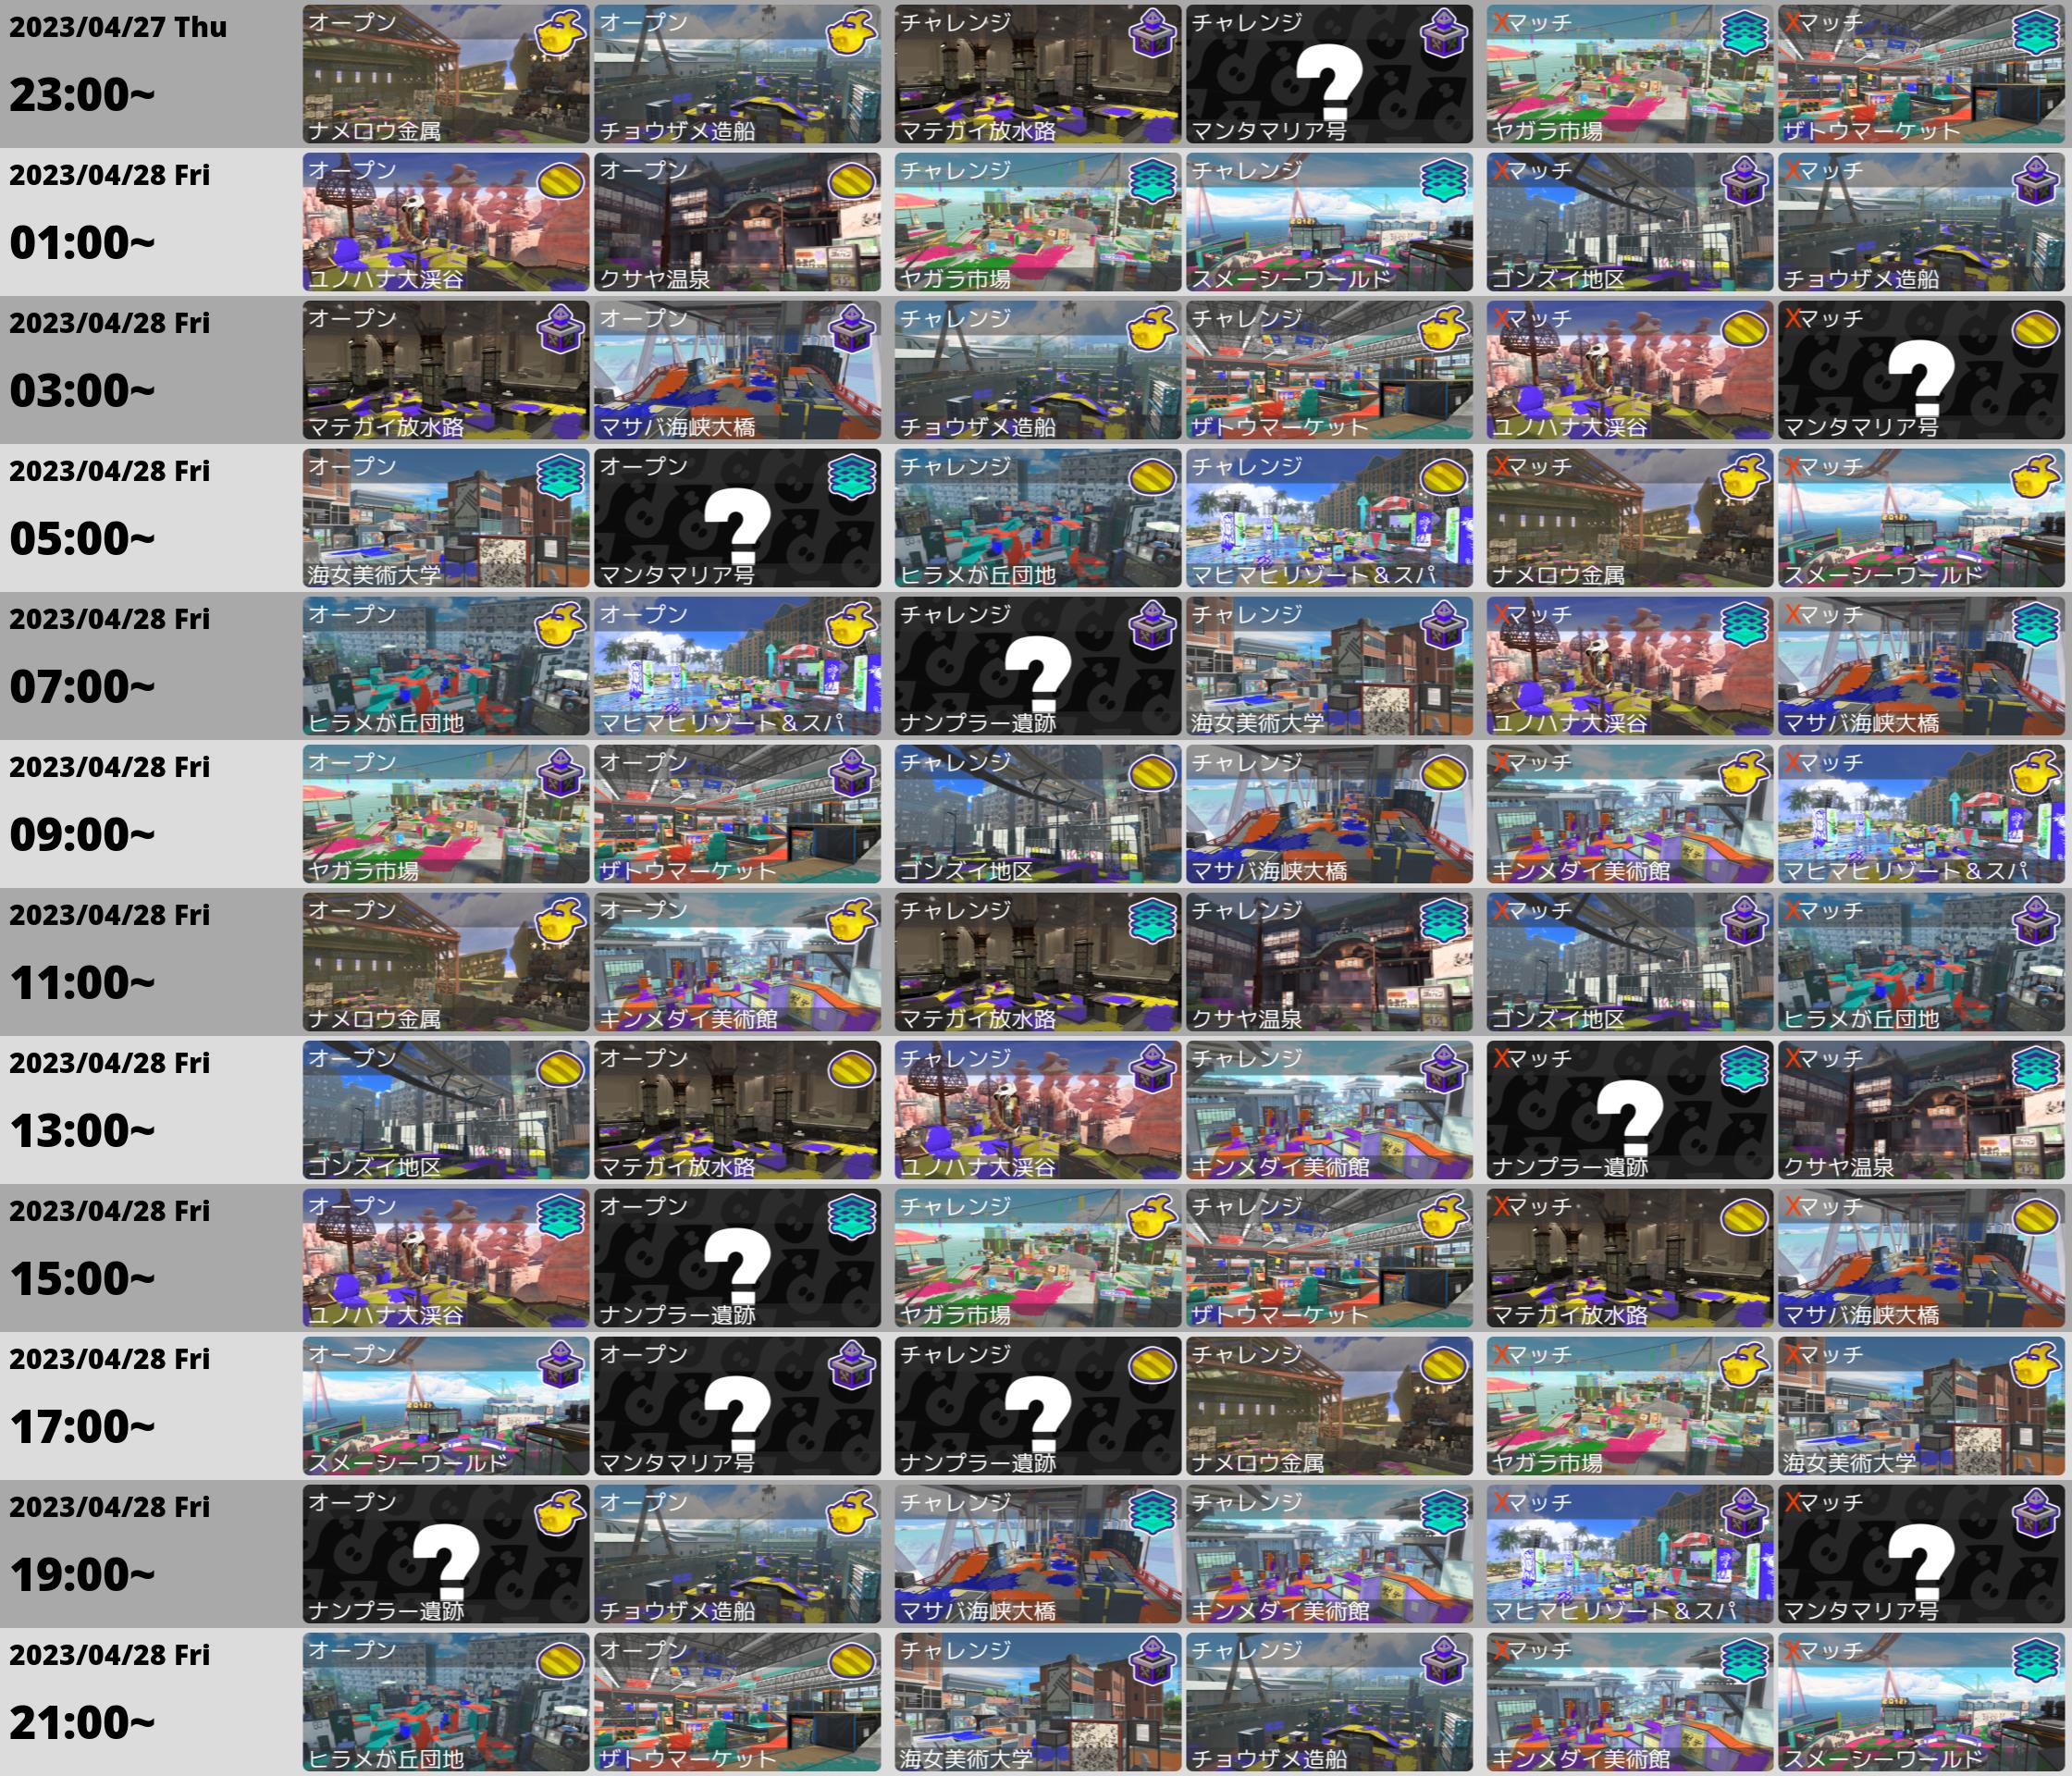 2023/04/27 Thu
23:00~
オープン オープン チャレンジ チャレンジ Xマッチ Xマッチ
ナメロウ金属 チョウザメ造船 マテガイ放水路 マンタマリア号 ヤガラ市場 ザトウマーケット
2023/04/28 Fri
01:00~
オープン オープン チャレンジ チャレンジ Xマッチ Xマッチ
ユノハナ大渓谷 クサヤ温泉 ヤガラ市場 スメーシーワールド ゴンズイ地区 チョウザメ造船
2023/04/28 Fri
03:00~
オープン オープン チャレンジ チャレンジ Xマッチ Xマッチ
マテガイ放水路 マサバ海峡大橋 チョウザメ造船 ザトウマーケット ユノハナ大渓谷 マンタマリア号
2023/04/28 Fri
05:00~
オープン オープン チャレンジ チャレンジ Xマッチ Xマッチ
海女美術大学 マンタマリア号 ヒラメが丘団地 マヒマヒリゾート&スパ ナメロウ金属 スメーシーワールド
2023/04/28 Fri
07:00~
オープン オープン チャレンジ チャレンジ Xマッチ Xマッチ
ヒラメが丘団地 マヒマヒリゾート&スパ ナンプラー遺跡 海女美術大学 ユノハナ大渓谷 マサバ海峡大橋
2023/04/28 Fri
09:00~
オープン オープン チャレンジ チャレンジ Xマッチ Xマッチ
ヤガラ市場 ザトウマーケット ゴンズイ地区 マサバ海峡大橋 キンメダイ美術館 マヒマヒリゾート&スパ
2023/04/28 Fri
11:00~
オープン オープン チャレンジ チャレンジ Xマッチ Xマッチ
ナメロウ金属 キンメダイ美術館 マテガイ放水路 クサヤ温泉 ゴンズイ地区 ヒラメが丘団地
2023/04/28 Fri
13:00~
オープン オープン チャレンジ チャレンジ Xマッチ Xマッチ
ゴンズイ地区 マテガイ放水路 ユノハナ大渓谷 キンメダイ美術館 ナンプラー遺跡 クサヤ温泉
2023/04/28 Fri
15:00~
オープン オープン チャレンジ チャレンジ Xマッチ Xマッチ
ユノハナ大渓谷 ナンプラー遺跡 ヤガラ市場 ザトウマーケット マテガイ放水路 マサバ海峡大橋
2023/04/28 Fri
17:00~
オープン オープン チャレンジ チャレンジ Xマッチ Xマッチ
スメーシーワールド マンタマリア号 ナンプラー遺跡 ナメロウ金属 ヤガラ市場 海女美術大学
2023/04/28 Fri
19:00~
オープン オープン チャレンジ チャレンジ Xマッチ Xマッチ
ナンプラー遺跡 チョウザメ造船 マサバ海峡大橋 キンメダイ美術館 マヒマヒリゾート&スパ マンタマリア号
2023/04/28 Fri
21:00~
オープン オープン チャレンジ チャレンジ Xマッチ Xマッチ
ヒラメが丘団地 ザトウマーケット 海女美術大学 チョウザメ造船 キンメダイ美術館 スメーシーワールド